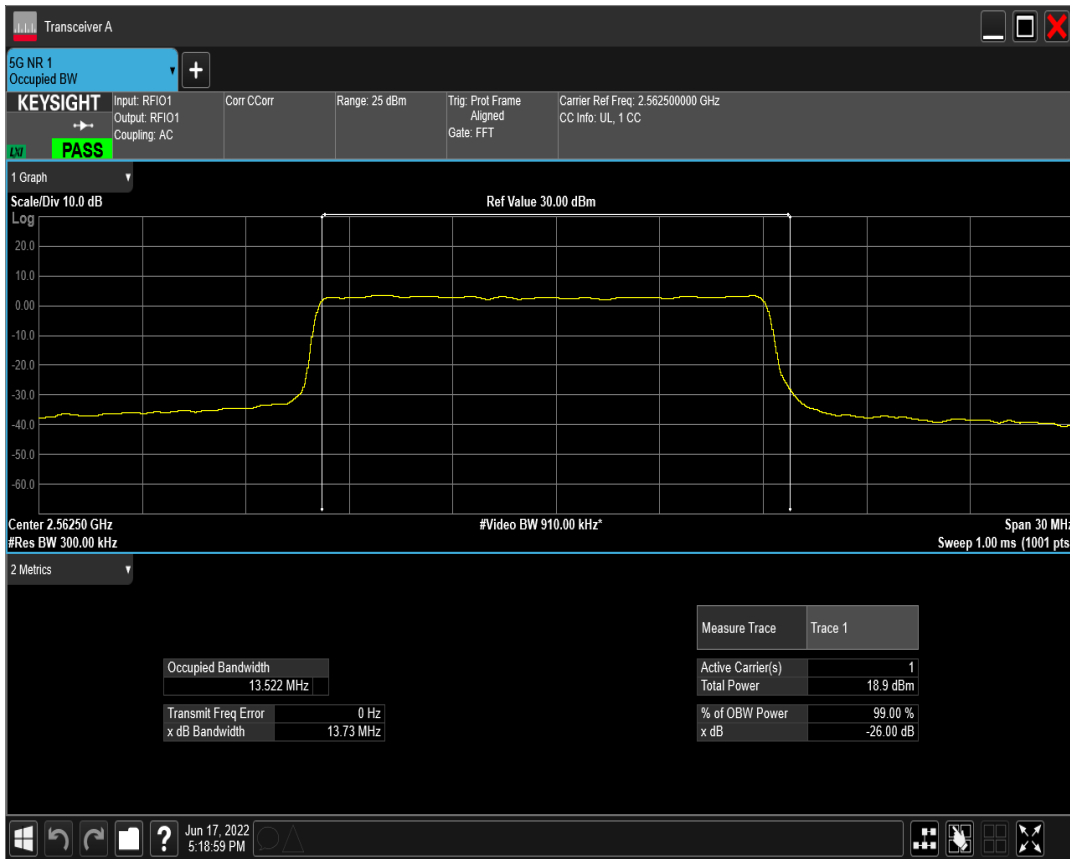 Transceiver A
5G NR 1
Occupied BW
KEYSIGHT
LXI
PASS
Input: RFIO1
Output: RFIO1
Coupling: AC
Corr CCorr
Range: 25 dBm
Trig: Prot Frame
Aligned
Gate: FFT
Carrier Ref Freq: 2.562500000 GHz
CC Info: UL, 1 CC
1 Graph
Scale/Div 10.0 dB
Ref Value 30.00 dBm
Log
20.0
10.0
0.00
-10.0
-20.0
-30.0
-40.0
-50.0
-60.0
Center 2.56250 GHz
#Video BW 910.00 kHz*
Span 30 MHz
#Res BW 300.00 kHz
Sweep 1.00 ms (1001 pts
2 Metrics
Measure Trace Trace 1
Occupied Bandwidth
13.522 MHz
Active Carrier(s) 1
Total Power 18.9 dBm
Transmit Freq Error 0 Hz
x dB Bandwidth 13.73 MHz
% of OBW Power 99.00 %
x dB -26.00 dB
Jun 17, 2022
5:18:59 PM